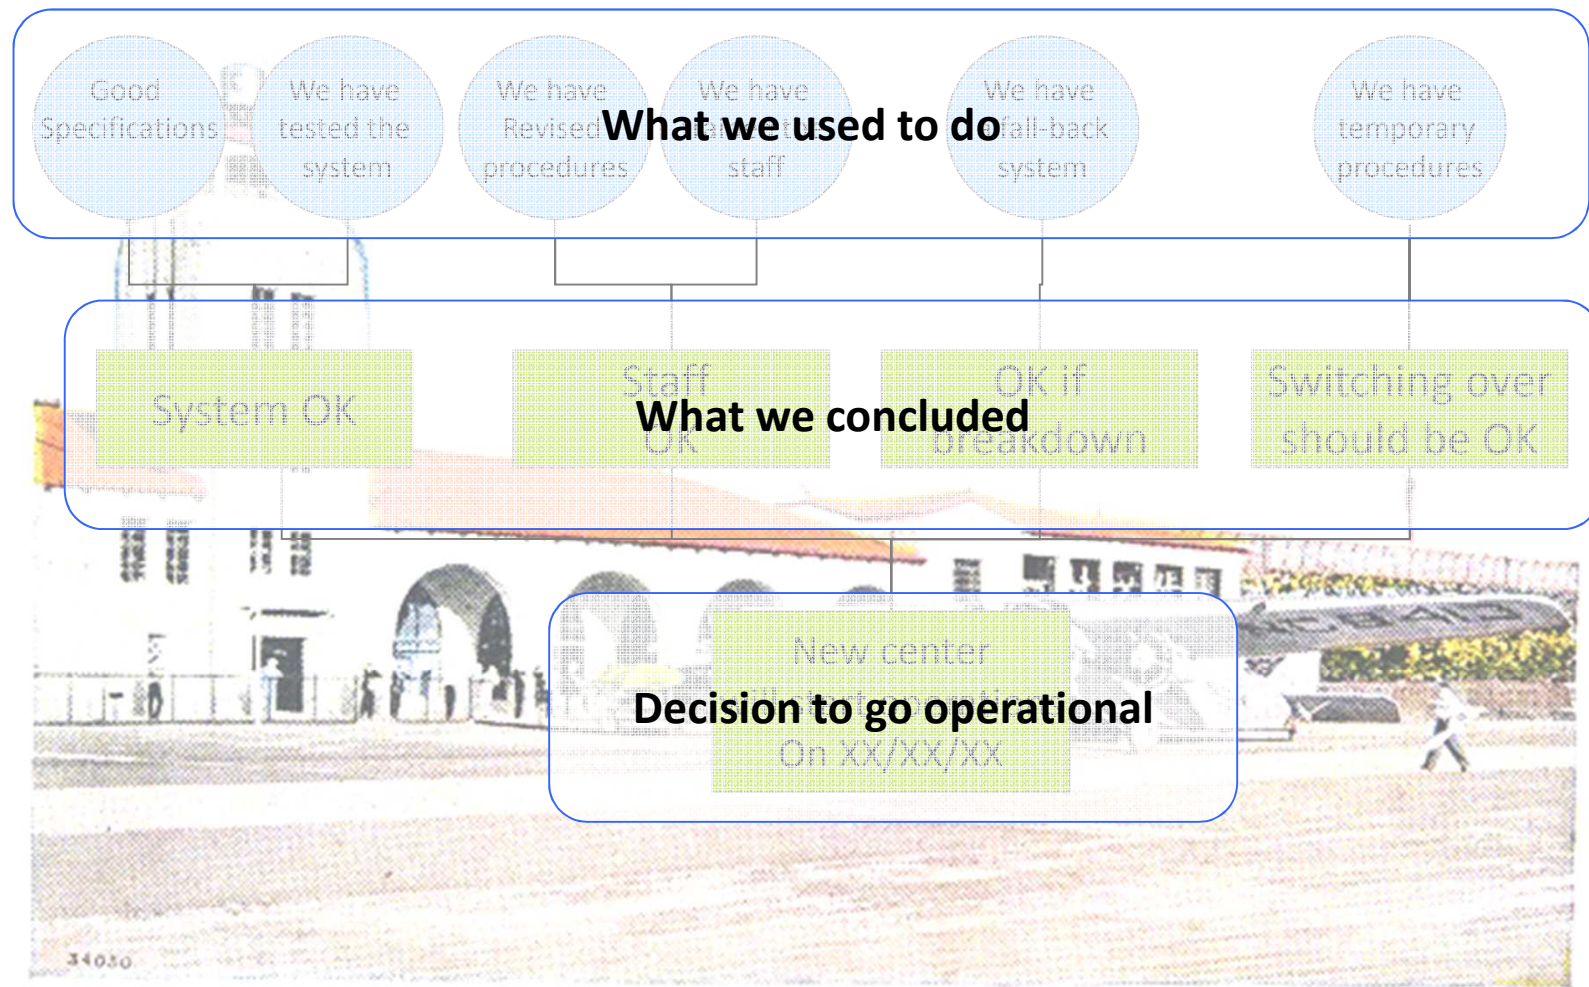 Good
Specifications
We have
tested the
system
We have
Revised
procedures
We have
the
staff
We have
fall-back
system
We have
temporary
procedures
What we used to do
System OK
Staff
OK
OK if
breakdown
Switching over
should be OK
What we concluded
New center
start
On XX/XX/XX
Decision to go operational
34030